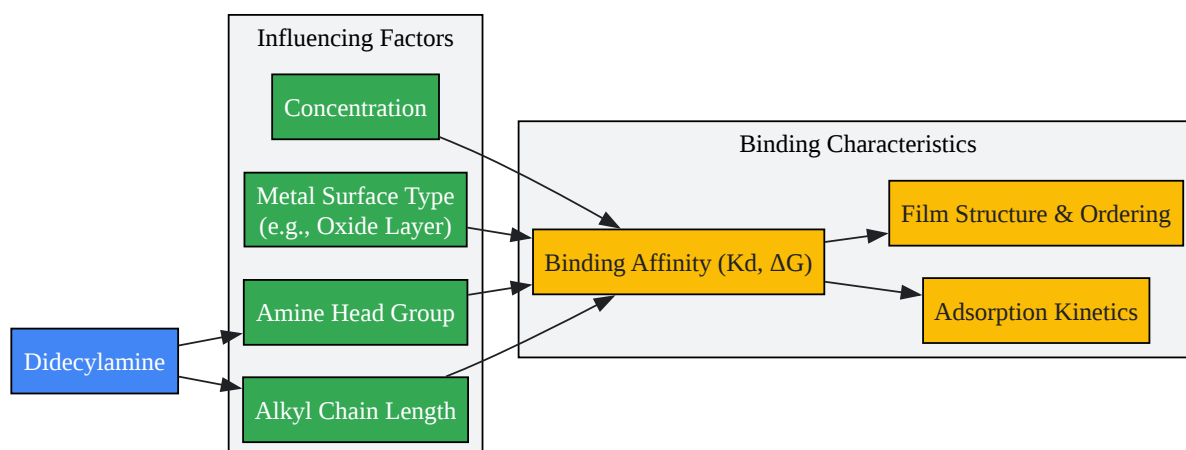 Influencing Factors
Concentration
Metal Surface Type
(e.g., Oxide Layer)
Amine Head Group
Alkyl Chain Length
Didecylamine
Binding Characteristics
Binding Affinity (Kd, ΔG)
Film Structure & Ordering
Adsorption Kinetics